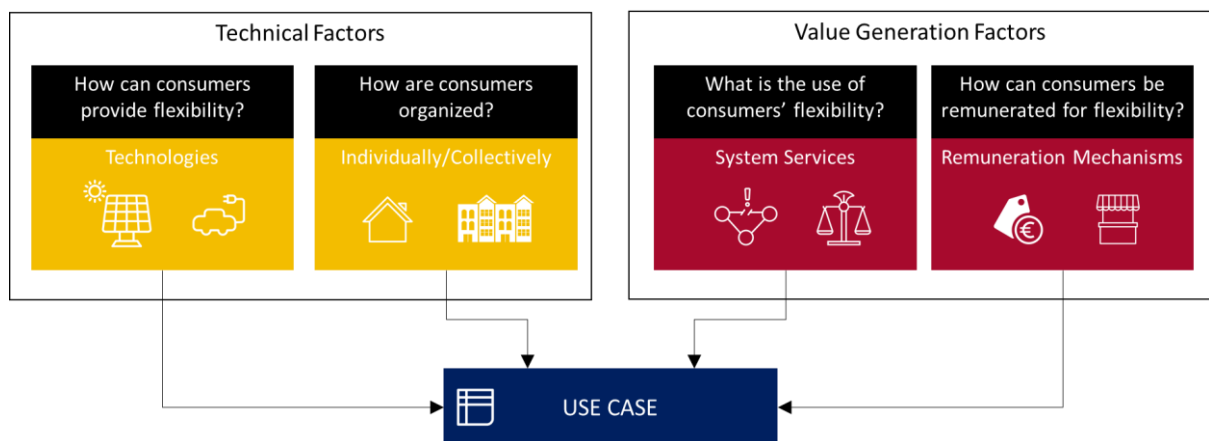 Technical Factors
How can consumers
provide flexibility?
Technologies
How are consumers
organized?
Individually/Collectively
Value Generation Factors
What is the use of
consumers’ flexibility?
System Services
How can consumers be
remunerated for flexibility?
Remuneration Mechanisms
!
€
USE CASE